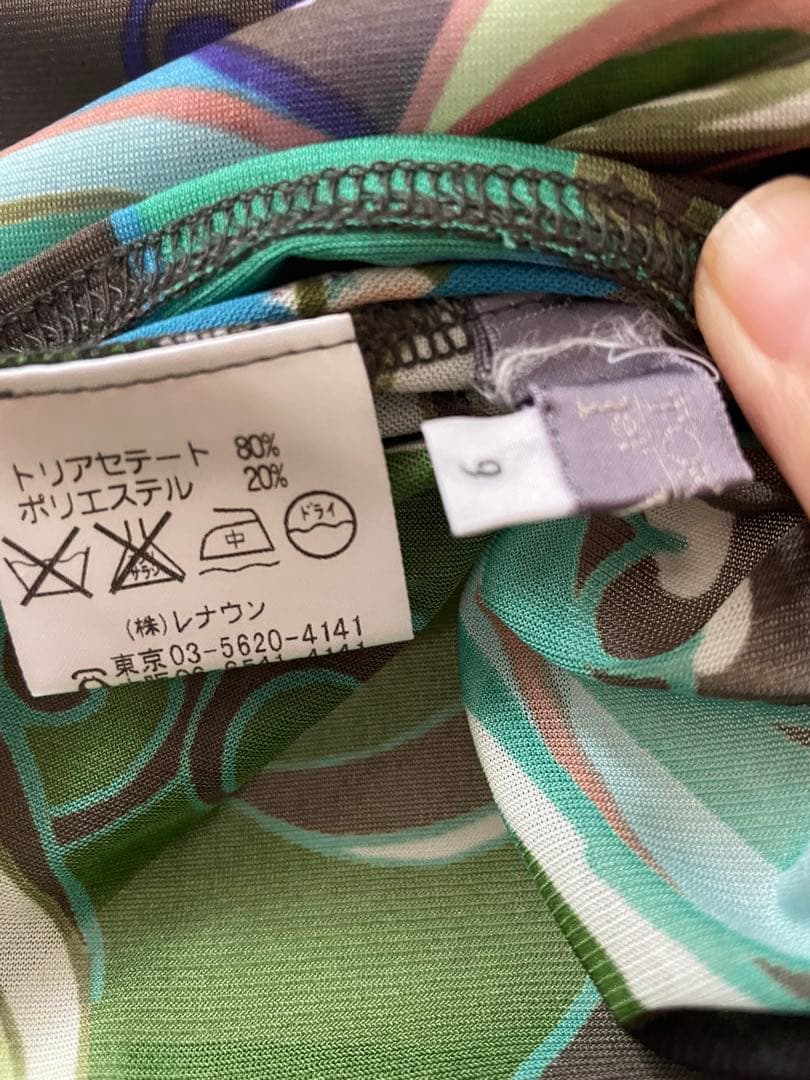 トリアセテート 80%
ポリエステル 20%
サラシ
中
ドライ
(株)レナウン
東京03-5620-4141
9